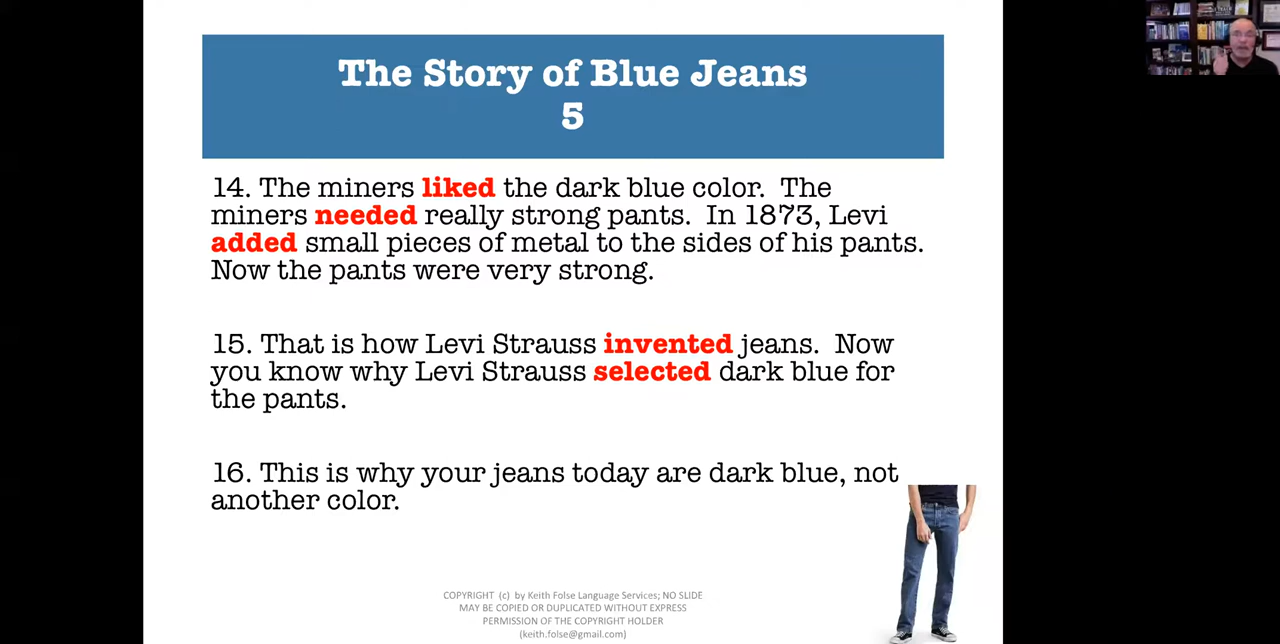 The Story of Blue Jeans
5
14. The miners liked the dark blue color. The
miners needed really strong pants. In 1873, Levi
added small pieces of metal to the sides of his pants.
Now the pants were very strong.
15. That is how Levi Strauss invented jeans. Now
you know why Levi Strauss selected dark blue for
the pants.
16. This is why your jeans today are dark blue, not
another color.
COPYRIGHT (c) by Keith Folse Language Services; NO SLIDE
MAY BE COPIED OR DUPLICATED WITHOUT EXPRESS
PERMISSION OF THE COPYRIGHT HOLDER
(keith.folse@gmail.com)